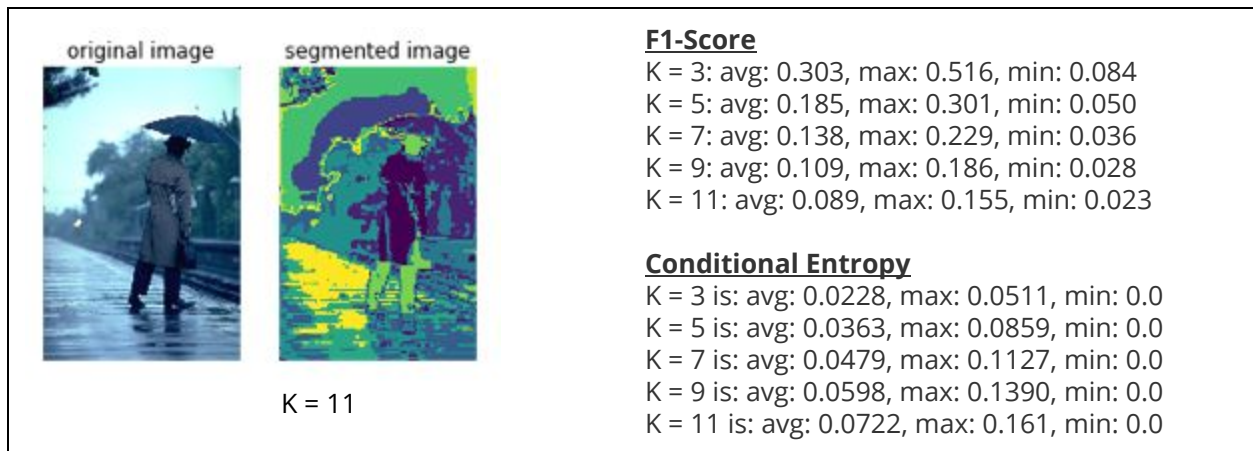 original image
segmented image
K = 11
F1-Score
K = 3: avg: 0.303, max: 0.516, min: 0.084
K = 5: avg: 0.185, max: 0.301, min: 0.050
K = 7: avg: 0.138, max: 0.229, min: 0.036
K = 9: avg: 0.109, max: 0.186, min: 0.028
K = 11: avg: 0.089, max: 0.155, min: 0.023
Conditional Entropy
K = 3 is: avg: 0.0228, max: 0.0511, min: 0.0
K = 5 is: avg: 0.0363, max: 0.0859, min: 0.0
K = 7 is: avg: 0.0479, max: 0.1127, min: 0.0
K = 9 is: avg: 0.0598, max: 0.1390, min: 0.0
K = 11 is: avg: 0.0722, max: 0.161, min: 0.0